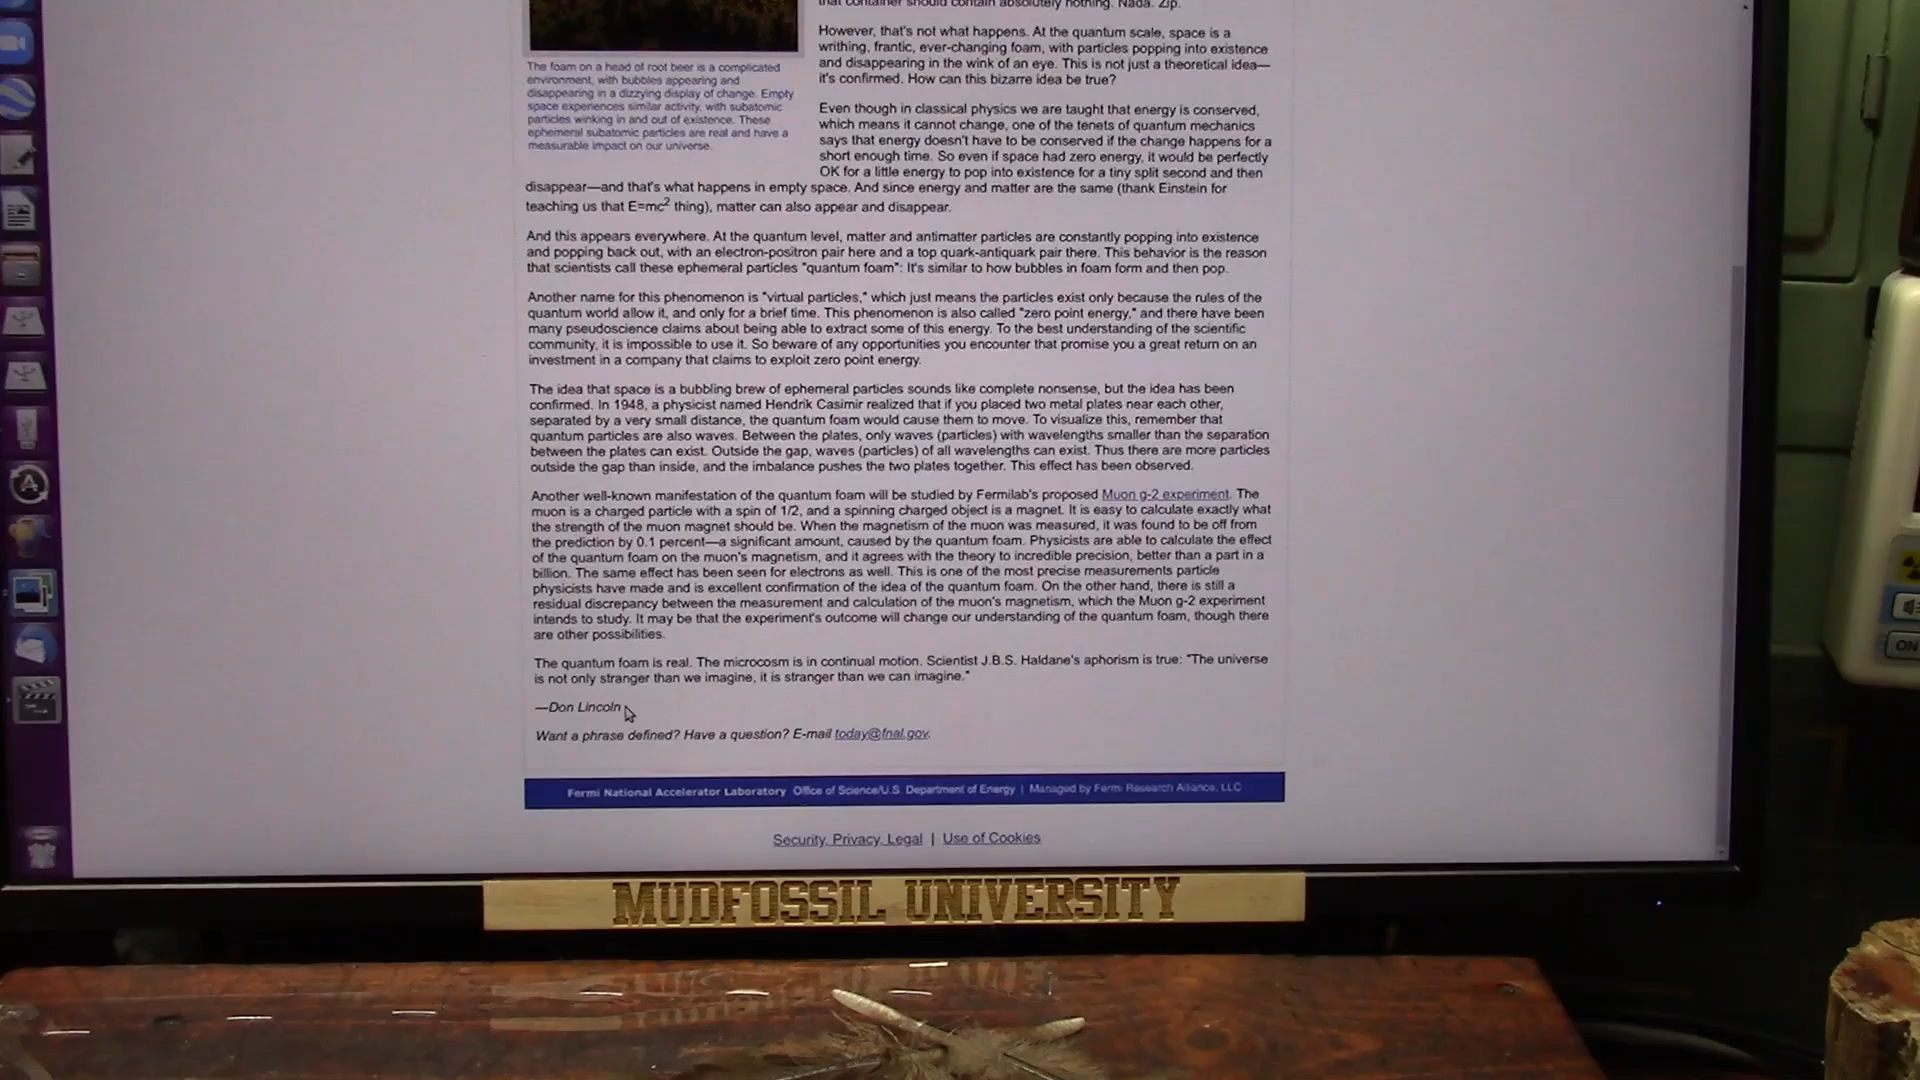 that container should contain absolutely nothing. Nada. Zip.
However, that's not what happens. At the quantum scale, space is a
writhing, frantic, ever-changing foam, with particles popping into existence
and disappearing in the wink of an eye. This is not just a theoretical idea—
it's confirmed. How can this bizarre idea be true?
The foam on a head of root beer is a complicated
environment, with bubbles appearing and
disappearing in a dizzying display of change. Empty
space experiences similar activity, with subatomic
particles winking in and out of existence. These
ephemeral subatomic particles are real and have a
measurable impact on our universe.
Even though in classical physics we are taught that energy is conserved,
which means it cannot change, one of the tenets of quantum mechanics
says that energy doesn't have to be conserved if the change happens for a
short enough time. So even if space had zero energy, it would be perfectly
OK for a little energy to pop into existence for a tiny split second and then
disappear—and that's what happens in empty space. And since energy and matter are the same (thank Einstein for
teaching us that E=mc² thing), matter can also appear and disappear.
And this appears everywhere. At the quantum level, matter and antimatter particles are constantly popping into existence
and popping back out, with an electron-positron pair here and a top quark-antiquark pair there. This behavior is the reason
that scientists call these ephemeral particles "quantum foam": It's similar to how bubbles in foam form and then pop.
Another name for this phenomenon is "virtual particles," which just means the particles exist only because the rules of the
quantum world allow it, and only for a brief time. This phenomenon is also called "zero point energy," and there have been
many pseudoscience claims about being able to extract some of this energy. To the best understanding of the scientific
community, it is impossible to use it. So beware of any opportunities you encounter that promise you a great return on an
investment in a company that claims to exploit zero point energy.
The idea that space is a bubbling brew of ephemeral particles sounds like complete nonsense, but the idea has been
confirmed. In 1948, a physicist named Hendrik Casimir realized that if you placed two metal plates near each other,
separated by a very small distance, the quantum foam would cause them to move. To visualize this, remember that
quantum particles are also waves. Between the plates, only waves (particles) with wavelengths smaller than the separation
between the plates can exist. Outside the gap, waves (particles) of all wavelengths can exist. Thus there are more particles
outside the gap than inside, and the imbalance pushes the two plates together. This effect has been observed.
Another well-known manifestation of the quantum foam will be studied by Fermilab's proposed Muon g-2 experiment. The
muon is a charged particle with a spin of 1/2, and a spinning charged object is a magnet. It is easy to calculate exactly what
the strength of the muon magnet should be. When the magnetism of the muon was measured, it was found to be off from
the prediction by 0.1 percent—a significant amount, caused by the quantum foam. Physicists are able to calculate the effect
of the quantum foam on the muon's magnetism, and it agrees with the theory to incredible precision, better than a part in a
billion. The same effect has been seen for electrons as well. This is one of the most precise measurements particle
physicists have made and is excellent confirmation of the idea of the quantum foam. On the other hand, there is still a
residual discrepancy between the measurement and calculation of the muon's magnetism, which the Muon g-2 experiment
intends to study. It may be that the experiment's outcome will change our understanding of the quantum foam, though there
are other possibilities.
The quantum foam is real. The microcosm is in continual motion. Scientist J.B.S. Haldane's aphorism is true: "The universe
is not only stranger than we imagine, it is stranger than we can imagine."
—Don Lincoln
Want a phrase defined? Have a question? E-mail today@fnal.gov.
Fermi National Accelerator Laboratory Office of Science/U.S. Department of Energy | Managed by Fermi Research Alliance, LLC
Security, Privacy, Legal | Use of Cookies
MUDFOSSIL UNIVERSITY
ON